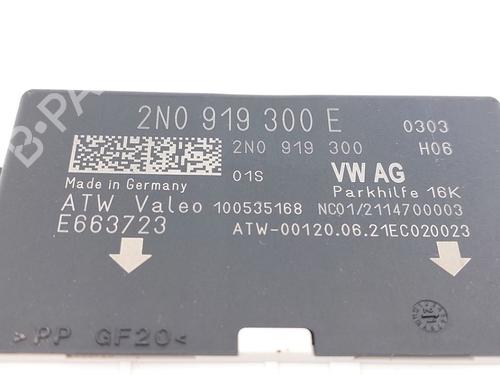 2N0 919 300 E 0303
2N0 919 300 H06
01S VW AG
Made in Germany Parkhilfe 16K
ATW Valeo 100535168 NC01/2114700003
E663723 ATW-00120.06.21EC020023
>PP GF20<
B-PA